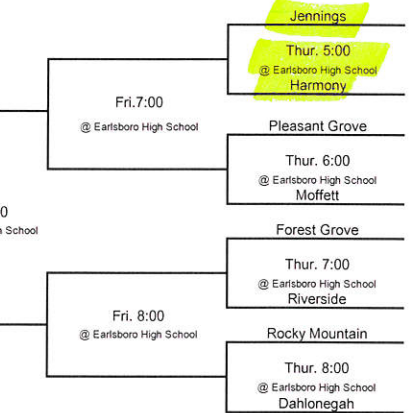 Jennings
Thur. 5:00
@ Earlsboro High School
Harmony
Fri.7:00
@ Earlsboro High School
Pleasant Grove
Thur. 6:00
@ Earlsboro High School
Moffett
0
School
Forest Grove
Thur. 7:00
@ Earlsboro High School
Riverside
Fri. 8:00
@ Earlsboro High School
Rocky Mountain
Thur. 8:00
@ Earlsboro High School
Dahlonegah